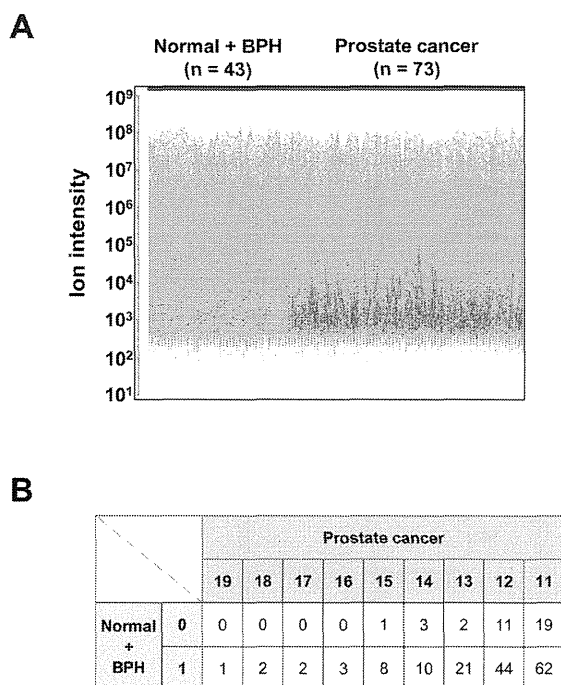 A
Normal + BPH Prostate cancer
(n = 43) (n = 73)
10⁹
10⁸
10⁷
10⁶
10⁵
10⁴
10³
10²
10¹
Ion intensity
B
Prostate cancer
19 18 17 16 15 14 13 12 11
Normal + BPH
0 0 0 0 0 1 3 2 11 19
1 1 2 2 3 8 10 21 44 62